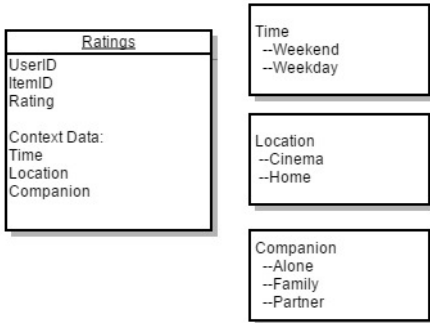 Ratings
UserID
ItemID
Rating
Context Data:
Time
Location
Companion
Time
--Weekend
--Weekday
Location
--Cinema
--Home
Companion
--Alone
--Family
--Partner